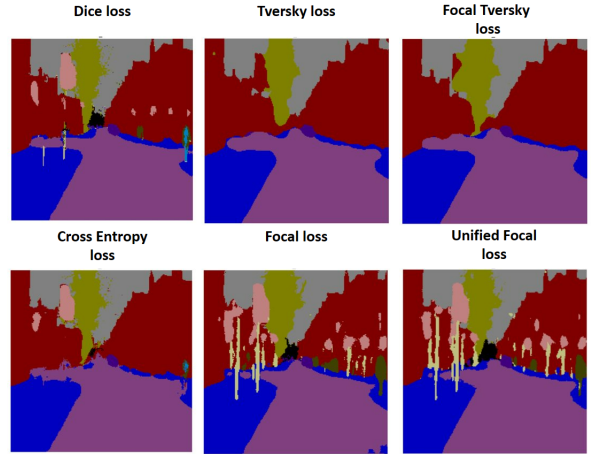 Dice loss
Tversky loss
Focal Tversky
loss
Cross Entropy
loss
Focal loss
Unified Focal
loss